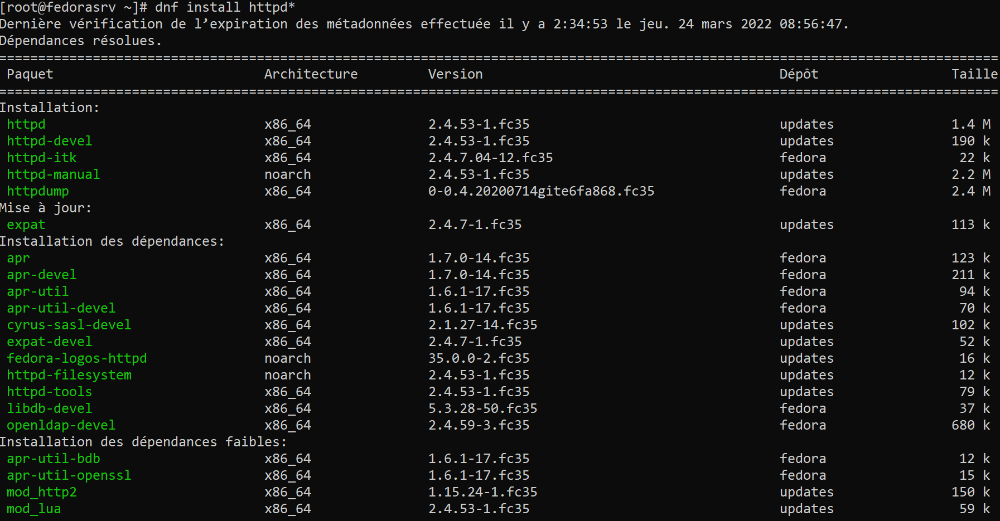 [root@fedorasrv ~]# dnf install httpd*
Dernière vérification de l’expiration des métadonnées effectuée il y a 2:34:53 le jeu. 24 mars 2022 08:56:47.
Dépendances résolues.
================================================================================================================================
Paquet Architecture Version Dépôt Taille
================================================================================================================================
Installation:
httpd x86_64 2.4.53-1.fc35 updates 1.4 M
httpd-devel x86_64 2.4.53-1.fc35 updates 190 k
httpd-itk x86_64 2.4.7.04-12.fc35 fedora 22 k
httpd-manual noarch 2.4.53-1.fc35 updates 2.2 M
httpdump x86_64 0-0.4.20200714gite6fa868.fc35 fedora 2.4 M
Mise à jour:
expat x86_64 2.4.7-1.fc35 updates 113 k
Installation des dépendances:
apr x86_64 1.7.0-14.fc35 fedora 123 k
apr-devel x86_64 1.7.0-14.fc35 fedora 211 k
apr-util x86_64 1.6.1-17.fc35 fedora 94 k
apr-util-devel x86_64 1.6.1-17.fc35 fedora 70 k
cyrus-sasl-devel x86_64 2.1.27-14.fc35 updates 102 k
expat-devel x86_64 2.4.7-1.fc35 updates 52 k
fedora-logos-httpd noarch 35.0.0-2.fc35 updates 16 k
httpd-filesystem noarch 2.4.53-1.fc35 updates 12 k
httpd-tools x86_64 2.4.53-1.fc35 updates 79 k
libdb-devel x86_64 5.3.28-50.fc35 fedora 37 k
openldap-devel x86_64 2.4.59-3.fc35 fedora 680 k
Installation des dépendances faibles:
apr-util-bdb x86_64 1.6.1-17.fc35 fedora 12 k
apr-util-openssl x86_64 1.6.1-17.fc35 fedora 15 k
mod_http2 x86_64 1.15.24-1.fc35 updates 150 k
mod_lua x86_64 2.4.53-1.fc35 updates 59 k